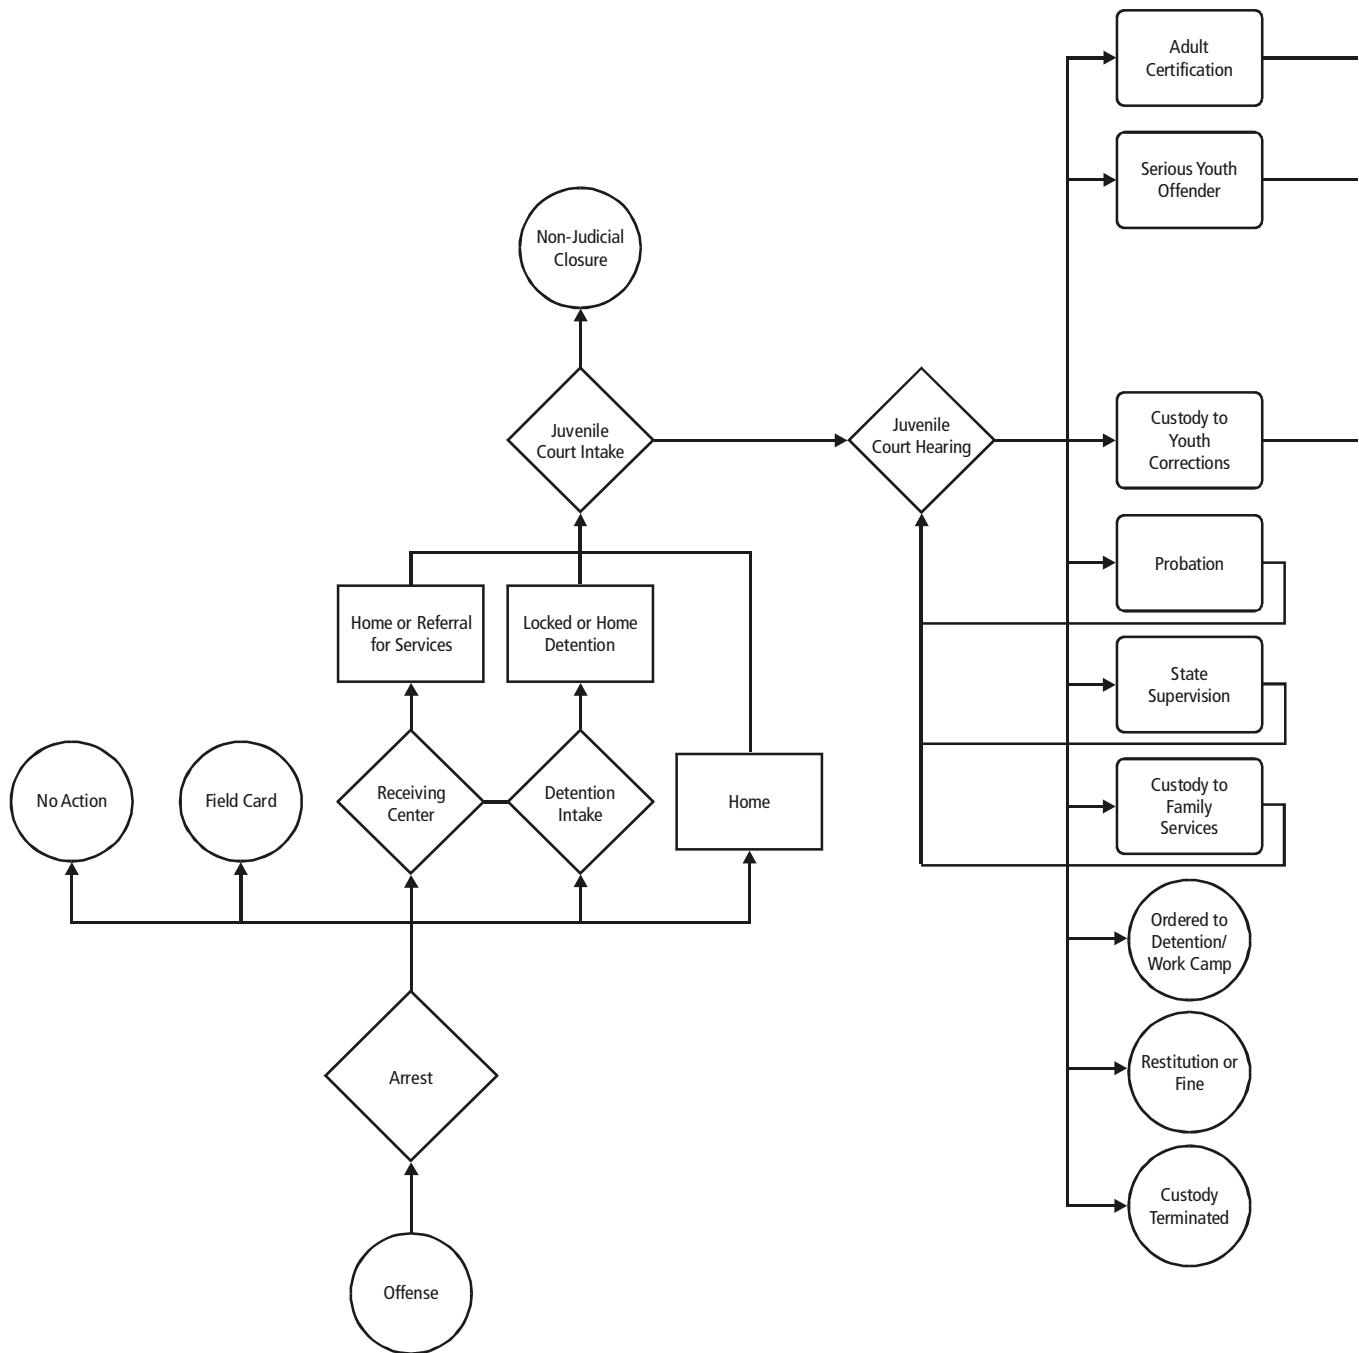 Adult
Certification
Serious Youth
Offender
Non-Judicial
Closure
Juvenile
Court Intake
Juvenile
Court Hearing
Custody to
Youth
Corrections
Probation
Home or Referral
for Services
Locked or Home
Detention
State
Supervision
No Action
Field Card
Receiving
Center
Detention
Intake
Home
Custody to
Family
Services
Ordered to
Detention/
Work Camp
Arrest
Restitution or
Fine
Custody
Terminated
Offense